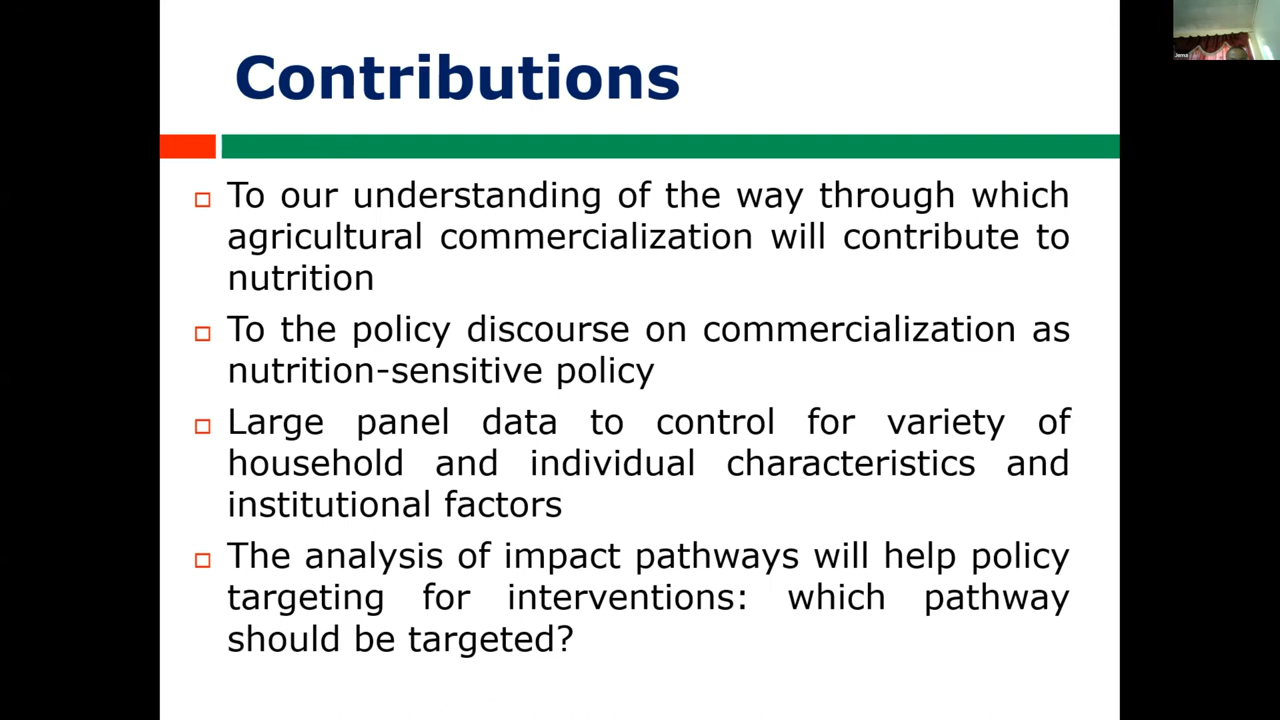 Contributions
To our understanding of the way through which
agricultural commercialization will contribute to
nutrition
To the policy discourse on commercialization as
nutrition-sensitive policy
Large panel data to control for variety of
household and individual characteristics and
institutional factors
The analysis of impact pathways will help policy
targeting for interventions: which pathway
should be targeted?